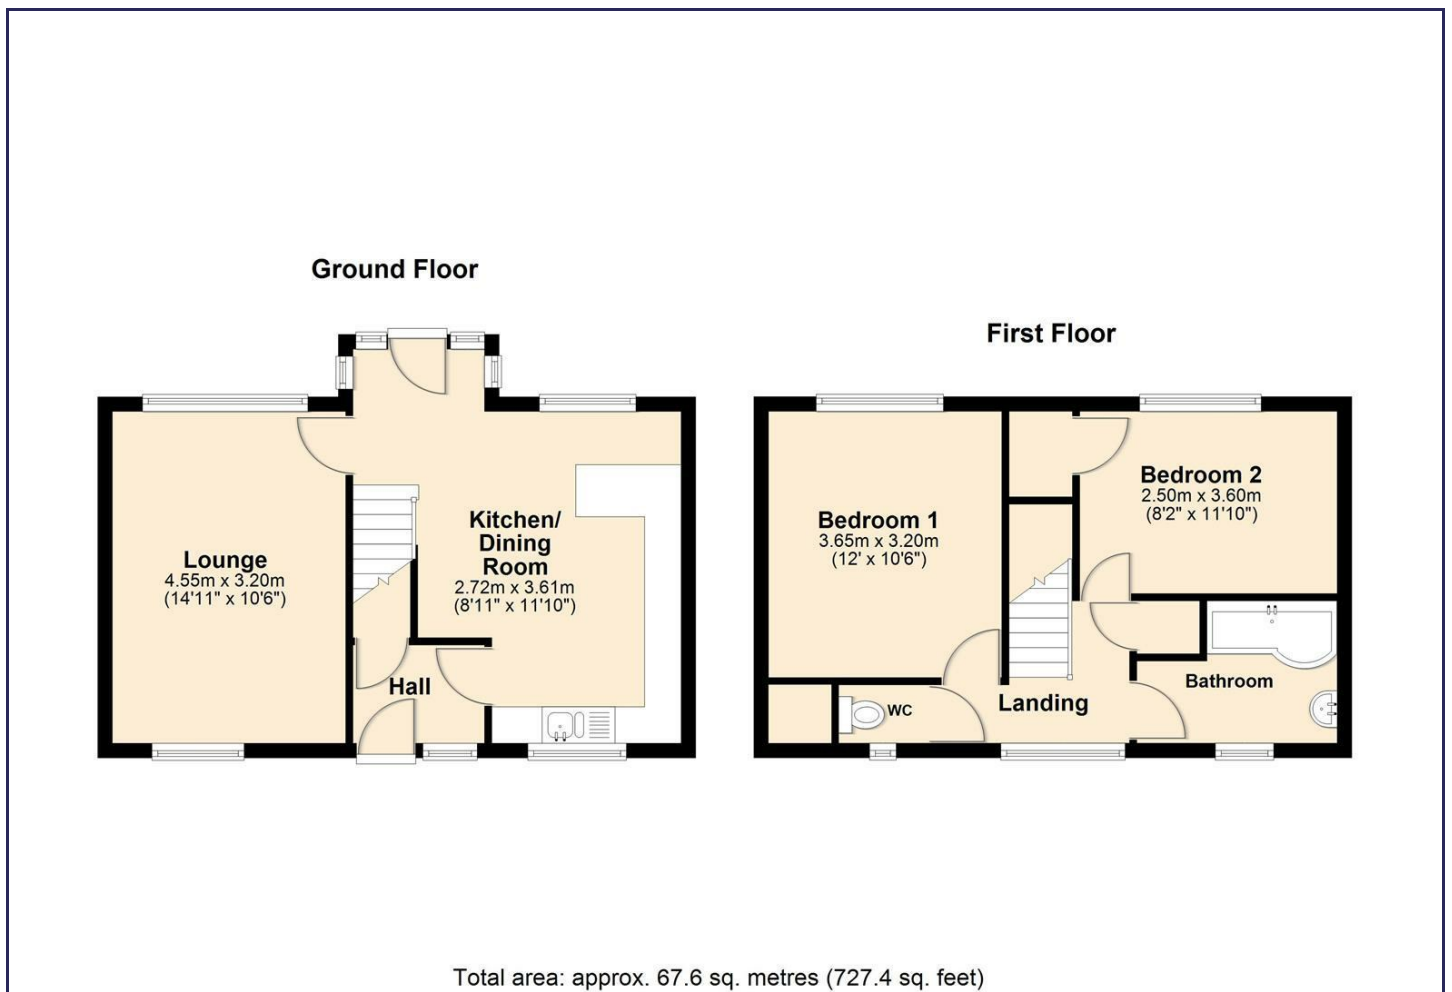 Ground Floor
Lounge
4.55m x 3.20m
(14'11" x 10'6")
Kitchen/
Dining
Room
2.72m x 3.61m
(8'11" x 11'10")
Hall
First Floor
Bedroom 1
3.65m x 3.20m
(12' x 10'6")
Bedroom 2
2.50m x 3.60m
(8'2" x 11'10")
Bathroom
Landing
WC
Total area: approx. 67.6 sq. metres (727.4 sq. feet)